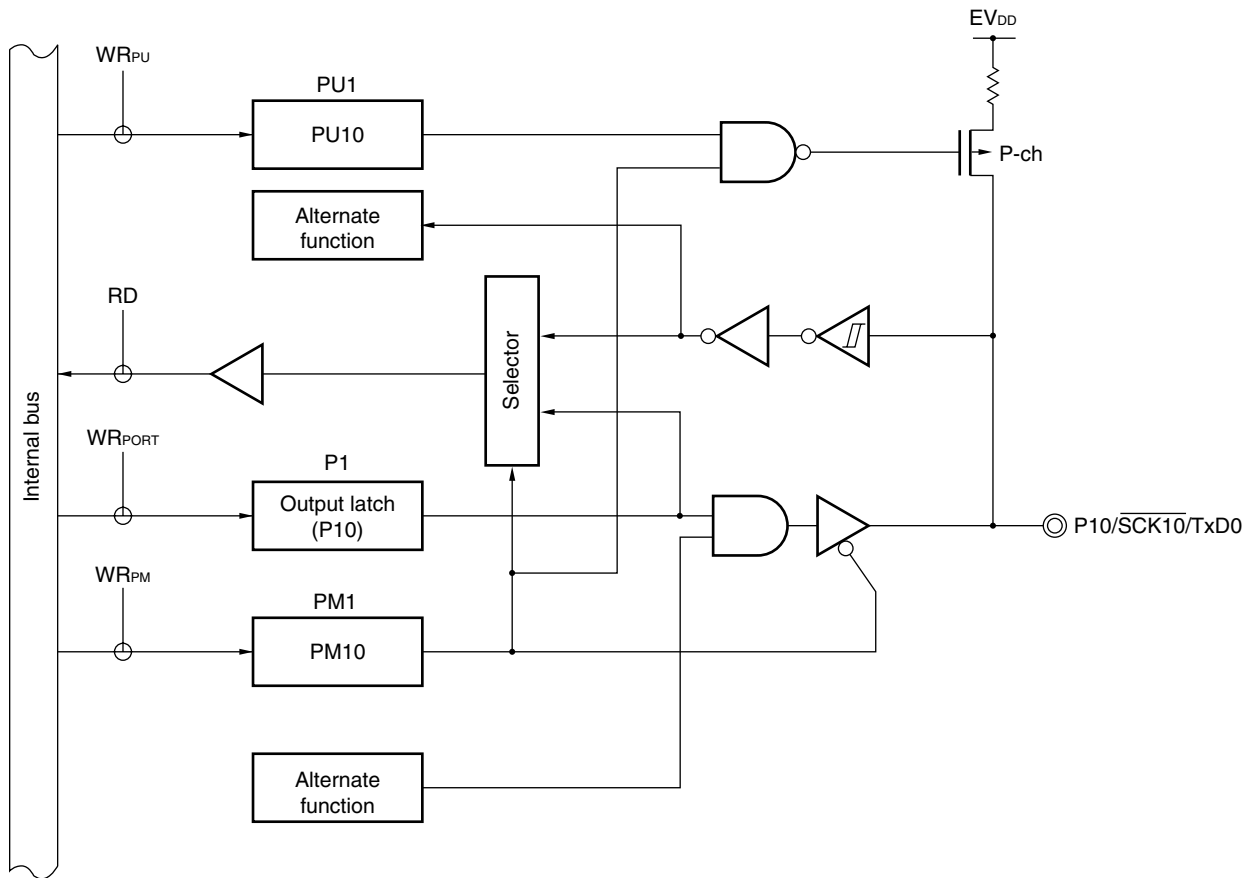 EVDD
WRPU
PU1
PU10
P-ch
Alternate
function
RD
Selector
Internal bus
WRPORT
P1
Output latch
(P10)
P10/SCK10/TxD0
WRPM
PM1
PM10
Alternate
function